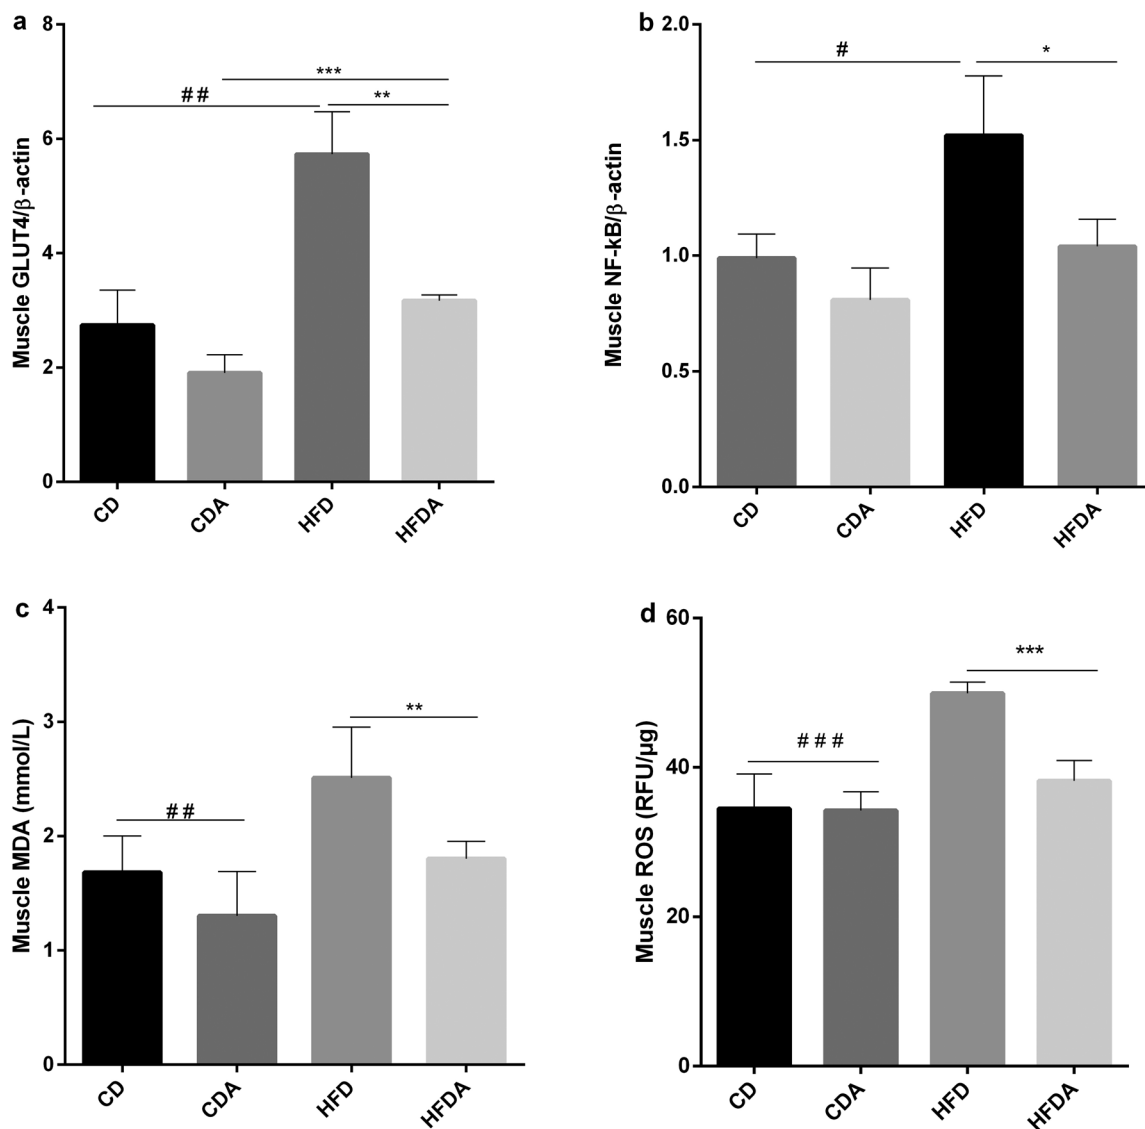 a
Muscle GLUT4/β-actin
8
6
4
2
0
***
##
**
CD
CDA
HFD
HFDA
b
Muscle NF-kB/β-actin
2.0
1.5
1.0
0.5
0.0
#
*
CD
CDA
HFD
HFDA
c
Muscle MDA (mmol/L)
4
3
2
1
0
**
##
CD
CDA
HFD
HFDA
d
Muscle ROS (RFU/µg)
60
40
20
0
***
###
CD
CDA
HFD
HFDA